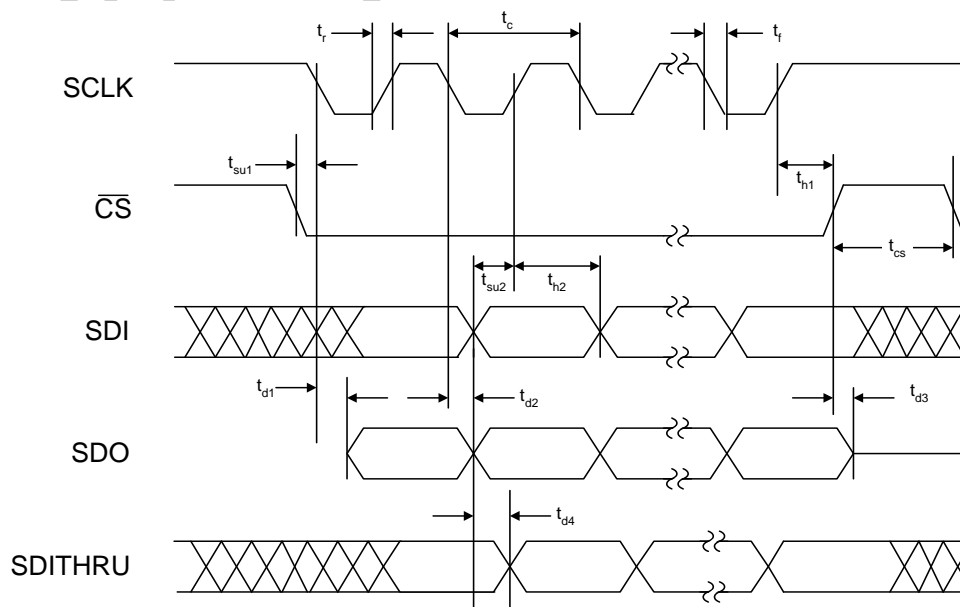 tr
tc
tf
SCLK
tsu1
th1
CS
tcs
tsu2
th2
SDI
td1
td2
td3
SDO
td4
SDITHRU